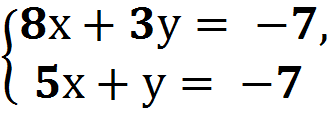 8x + 3y = −7,
5x + y = −7